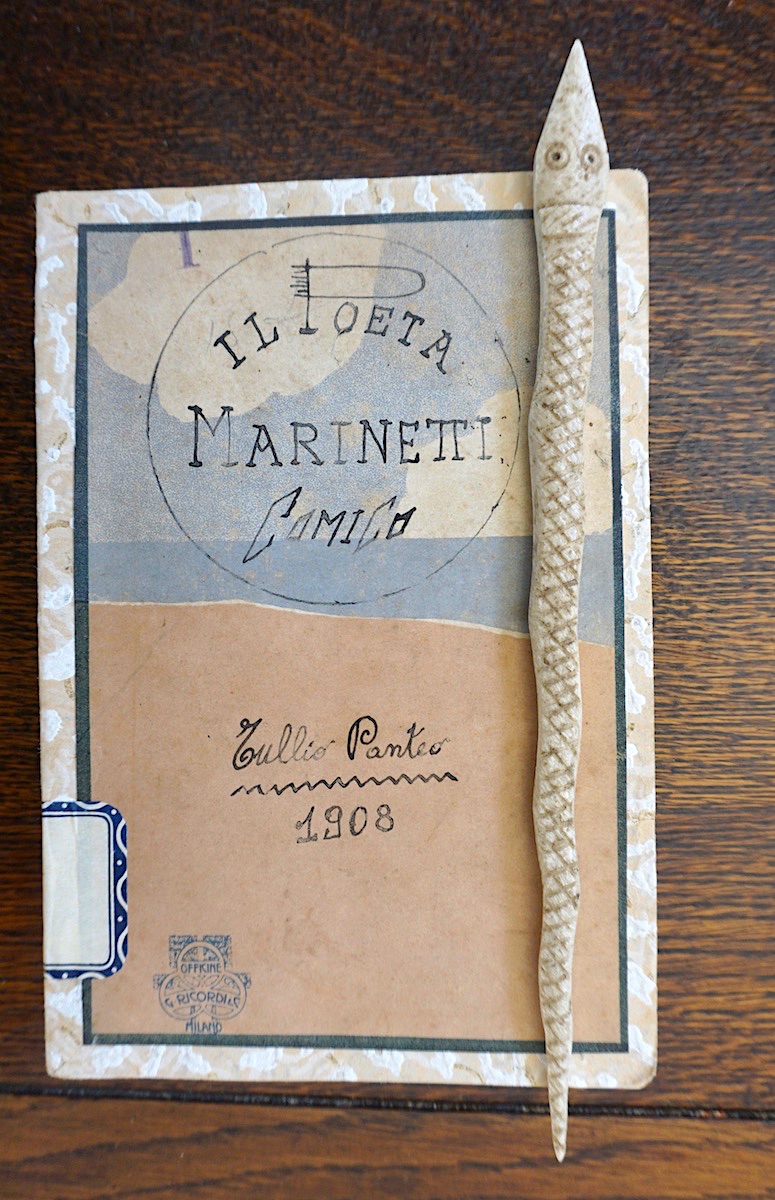 IL POETA
MARINETTI
COMICO
Tullio Panteo
1908
OFFICINE
G. RICORDI & C.
MILANO